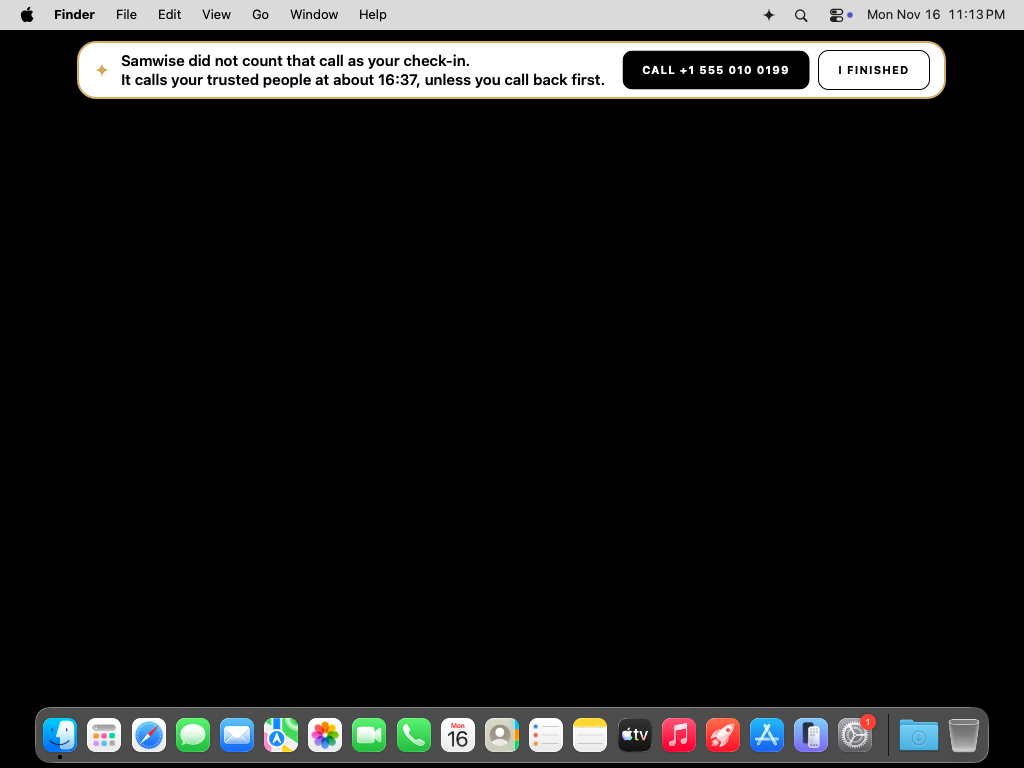 Finder File Edit View Go Window Help Mon Nov 16 11:13 PM
Samwise did not count that call as your check-in.
It calls your trusted people at about 16:37, unless you call back first.
CALL +1 555 010 0199
I FINISHED
Mon
16
tv
1